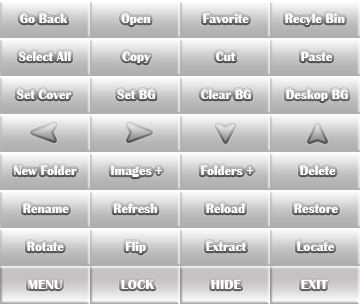 Go Back Open Favorite Recyle Bin
Select All Copy Cut Paste
Set Cover Set BG Clear BG Deskop BG
New Folder Images + Folders + Delete
Rename Refresh Reload Restore
Rotate Flip Extract Locate
MENU LOCK HIDE EXIT